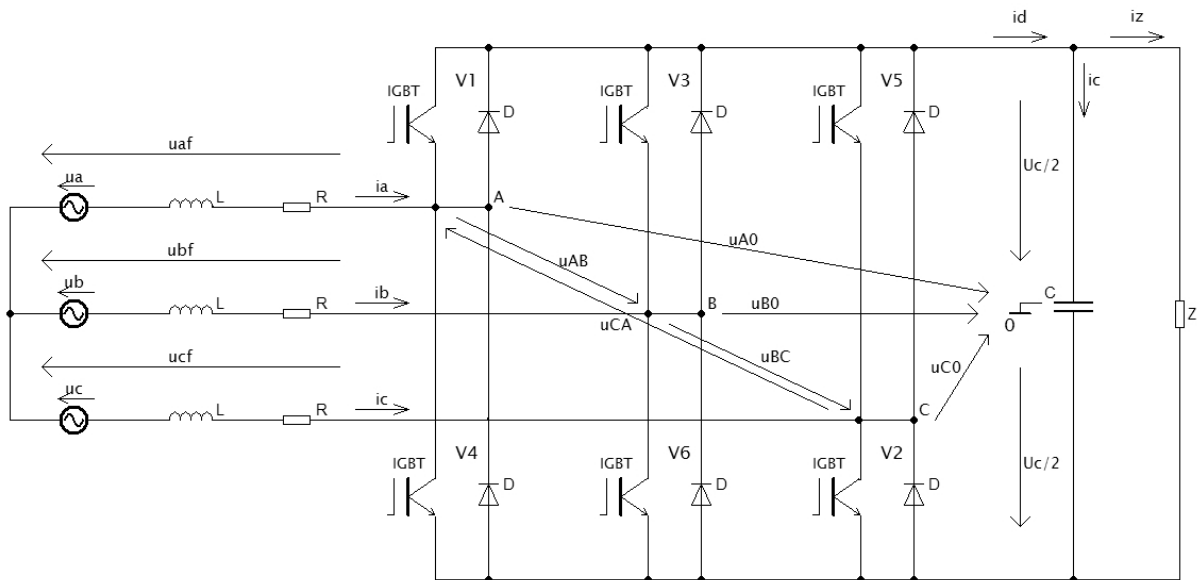 id
iz
V1
V3
V5
IGBT
IGBT
IGBT
ic
D
D
D
uaf
Uc/2
ua
L
R
ia
A
uA0
ubf
uAB
ub
R
ib
B
uB0
C
uCA
0
Z
ucf
uBC
uC0
uc
L
R
ic
C
V4
V6
V2
IGBT
IGBT
IGBT
Uc/2
D
D
D